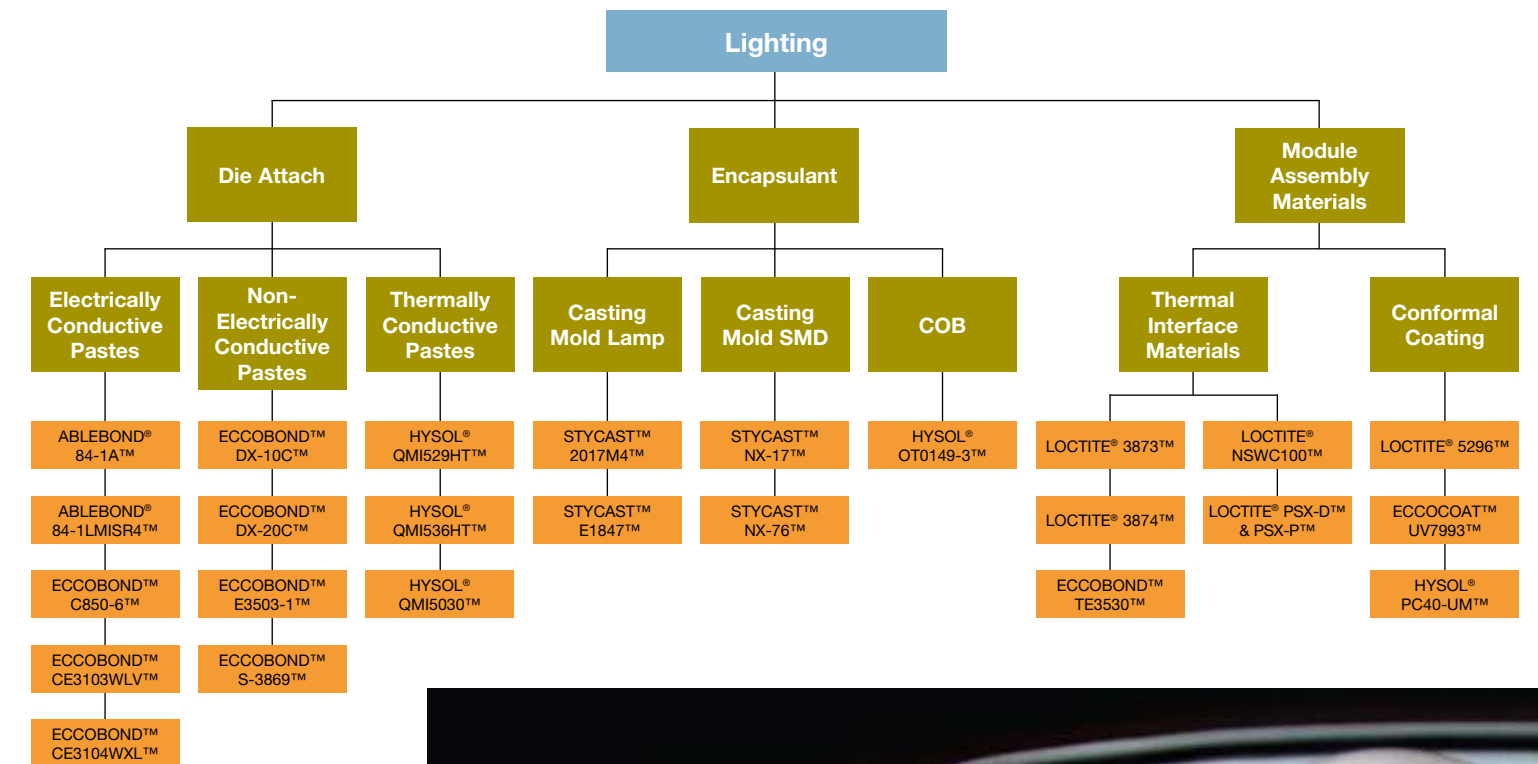 Lighting
Die Attach
Encapsulant
Module
Assembly
Materials
Electrically
Conductive
Pastes
Non-
Electrically
Conductive
Pastes
Thermally
Conductive
Pastes
Casting
Mold Lamp
Casting
Mold SMD
COB
Thermal
Interface
Materials
Conformal
Coating
ABLEBOND®
84-1A™
ABLEBOND®
84-1LMISR4™
ECCOBOND™
C850-6™
ECCOBOND™
CE3103WLV™
ECCOBOND™
CE3104WXL™
ECCOBOND™
DX-10C™
ECCOBOND™
DX-20C™
ECCOBOND™
E3503-1™
ECCOBOND™
S-3869™
HYSOL®
QMI529HT™
HYSOL®
QMI536HT™
HYSOL®
QMI5030™
STYCAST™
2017M4™
STYCAST™
E1847™
STYCAST™
NX-17™
STYCAST™
NX-76™
HYSOL®
OT0149-3™
LOCTITE® 3873™
LOCTITE® 3874™
ECCOBOND™
TE3530™
LOCTITE®
NSWC100™
LOCTITE® PSX-D™
& PSX-P™
LOCTITE® 5296™
ECCOCOAT™
UV7993™
HYSOL®
PC40-UM™